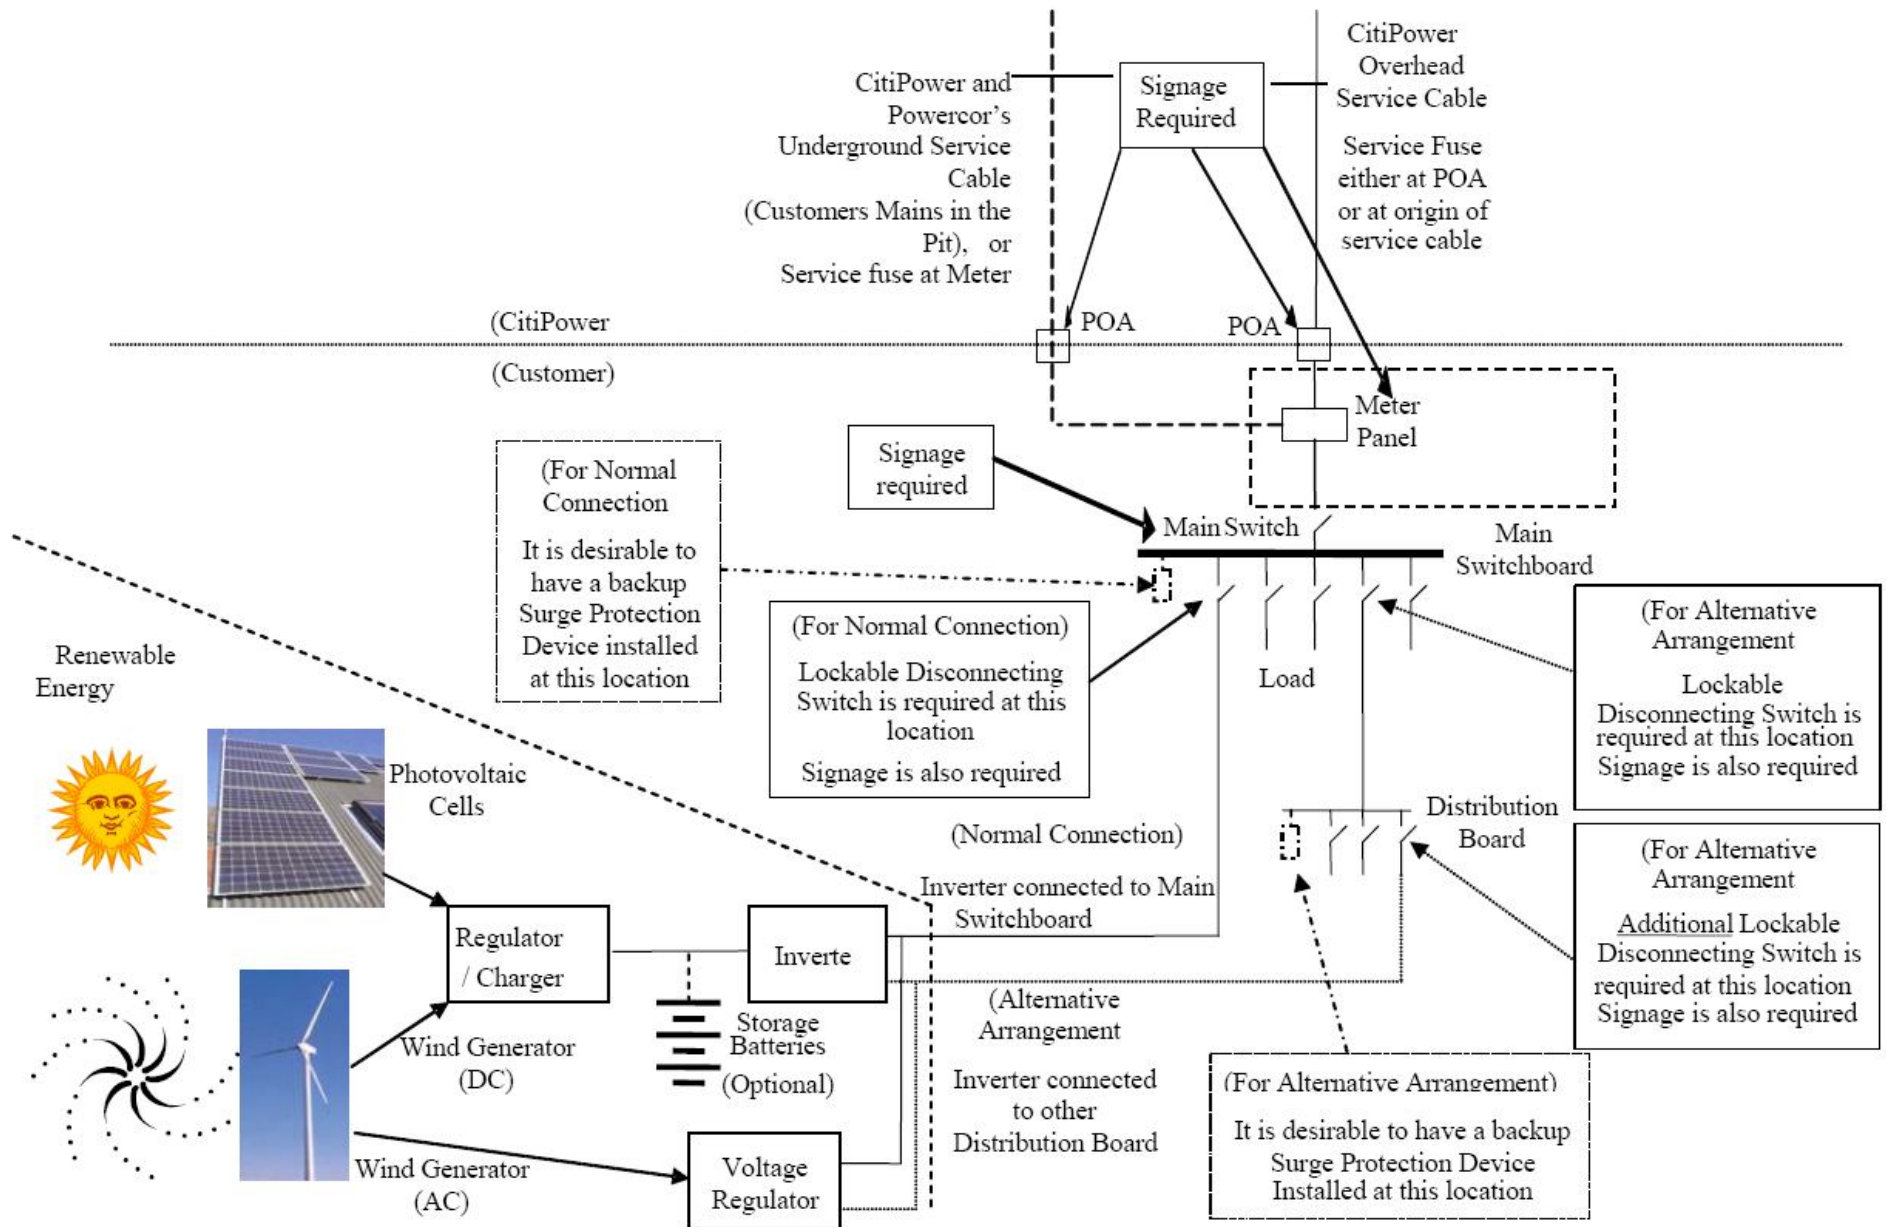 CitiPower and
Powercor's
Underground Service
Cable
(Customers Mains in the
Pit), or
Service fuse at Meter
Signage
Required
CitiPower
Overhead
Service Cable
Service Fuse
either at POA
or at origin of
service cable
(CitiPower
POA
POA
(Customer)
Meter
Panel
(For Normal
Connection
It is desirable to
have a backup
Surge Protection
Device installed
at this location
Signage
required
Main Switch
Main
Switchboard
(For Normal Connection)
Lockable Disconnecting
Switch is required at this
location
Signage is also required
Load
(For Alternative
Arrangement
Lockable
Disconnecting Switch is
required at this location
Signage is also required
Renewable
Energy
Photovoltaic
Cells
(Normal Connection)
Inverter connected to Main
Switchboard
Distribution
Board
(For Alternative
Arrangement
Additional Lockable
Disconnecting Switch is
required at this location
Signage is also required
Regulator
/ Charger
Inverte
Storage
Batteries
(Optional)
Wind Generator
(DC)
(Alternative
Arrangement
Inverter connected
to other
Distribution Board
(For Alternative Arrangement)
It is desirable to have a backup
Surge Protection Device
Installed at this location
Wind Generator
(AC)
Voltage
Regulator